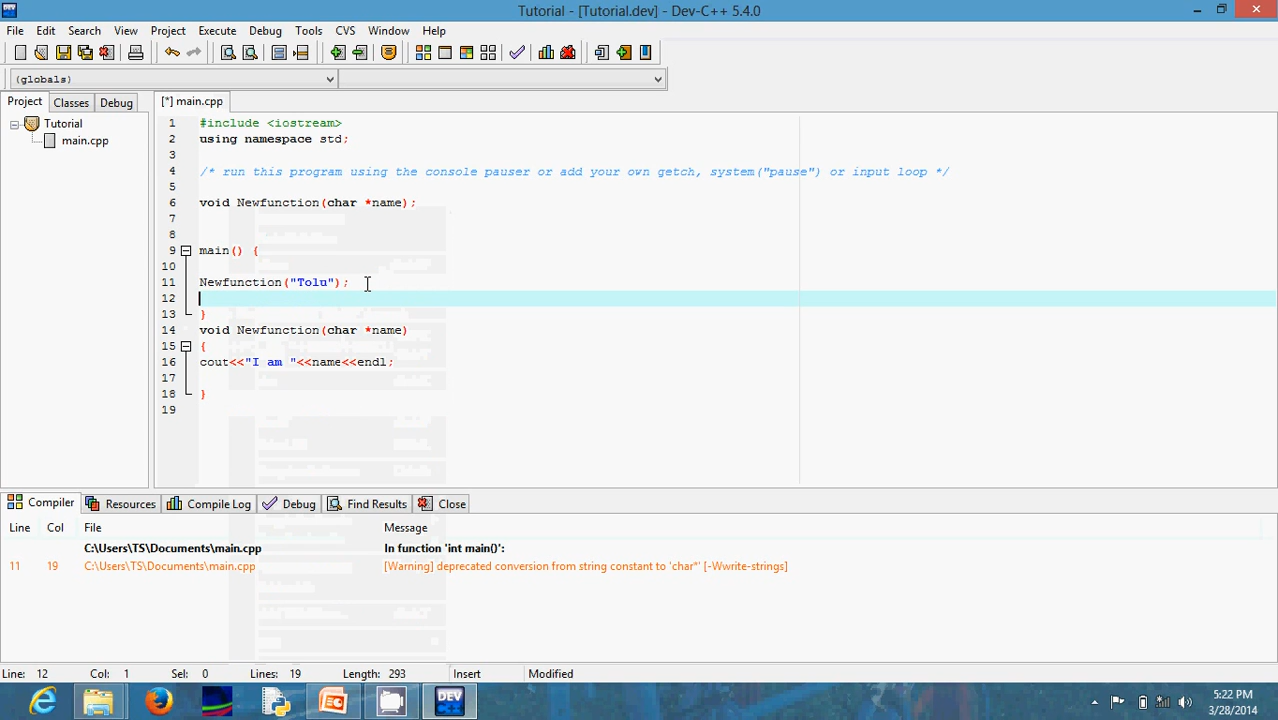 Tutorial - [Tutorial.dev] - Dev-C++ 5.4.0
File Edit Search View Project Execute Debug Tools CVS Window Help
(globals)
Project Classes Debug [*] main.cpp
Tutorial
main.cpp
1 #include <iostream>
2 using namespace std;
3
4 /* run this program using the console pauser or add your own getch, system("pause") or input loop */
5
6 void Newfunction(char *name);
7
8
9 main() {
10
11 Newfunction("Tolu");
12
13 }
14 void Newfunction(char *name)
15 {
16 cout<<"I am "<<name<<endl;
17
18 }
19
Compiler Resources Compile Log Debug Find Results Close
Line Col File Message
C:\Users\TS\Documents\main.cpp In function 'int main()':
11 19 C:\Users\TS\Documents\main.cpp [Warning] deprecated conversion from string constant to 'char*' [-Wwrite-strings]
Line: 12 Col: 1 Sel: 0 Lines: 19 Length: 293 Insert Modified
DEV
5:22 PM
3/28/2014